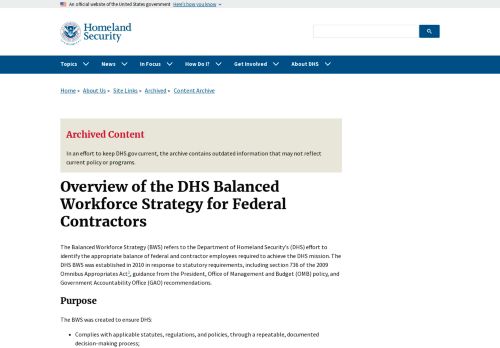 An official website of the United States government Here's how you know
Homeland
Security
Topics News In Focus How Do I? Get Involved About DHS
Home » About Us » Site Links » Archived » Content Archive
Archived Content
In an effort to keep DHS.gov current, the archive contains outdated information that may not reflect
current policy or programs.
Overview of the DHS Balanced
Workforce Strategy for Federal
Contractors
The Balanced Workforce Strategy (BWS) refers to the Department of Homeland Security's (DHS) effort to
identify the appropriate balance of federal and contractor employees required to achieve the DHS mission. The
DHS BWS was established in 2010 in response to statutory requirements, including section 736 of the 2009
Omnibus Appropriates Act, guidance from the President, Office of Management and Budget (OMB) policy, and
Government Accountability Office (GAO) recommendations.
Purpose
The BWS was created to ensure DHS:
• Complies with applicable statutes, regulations, and policies, through a repeatable, documented
decision-making process;